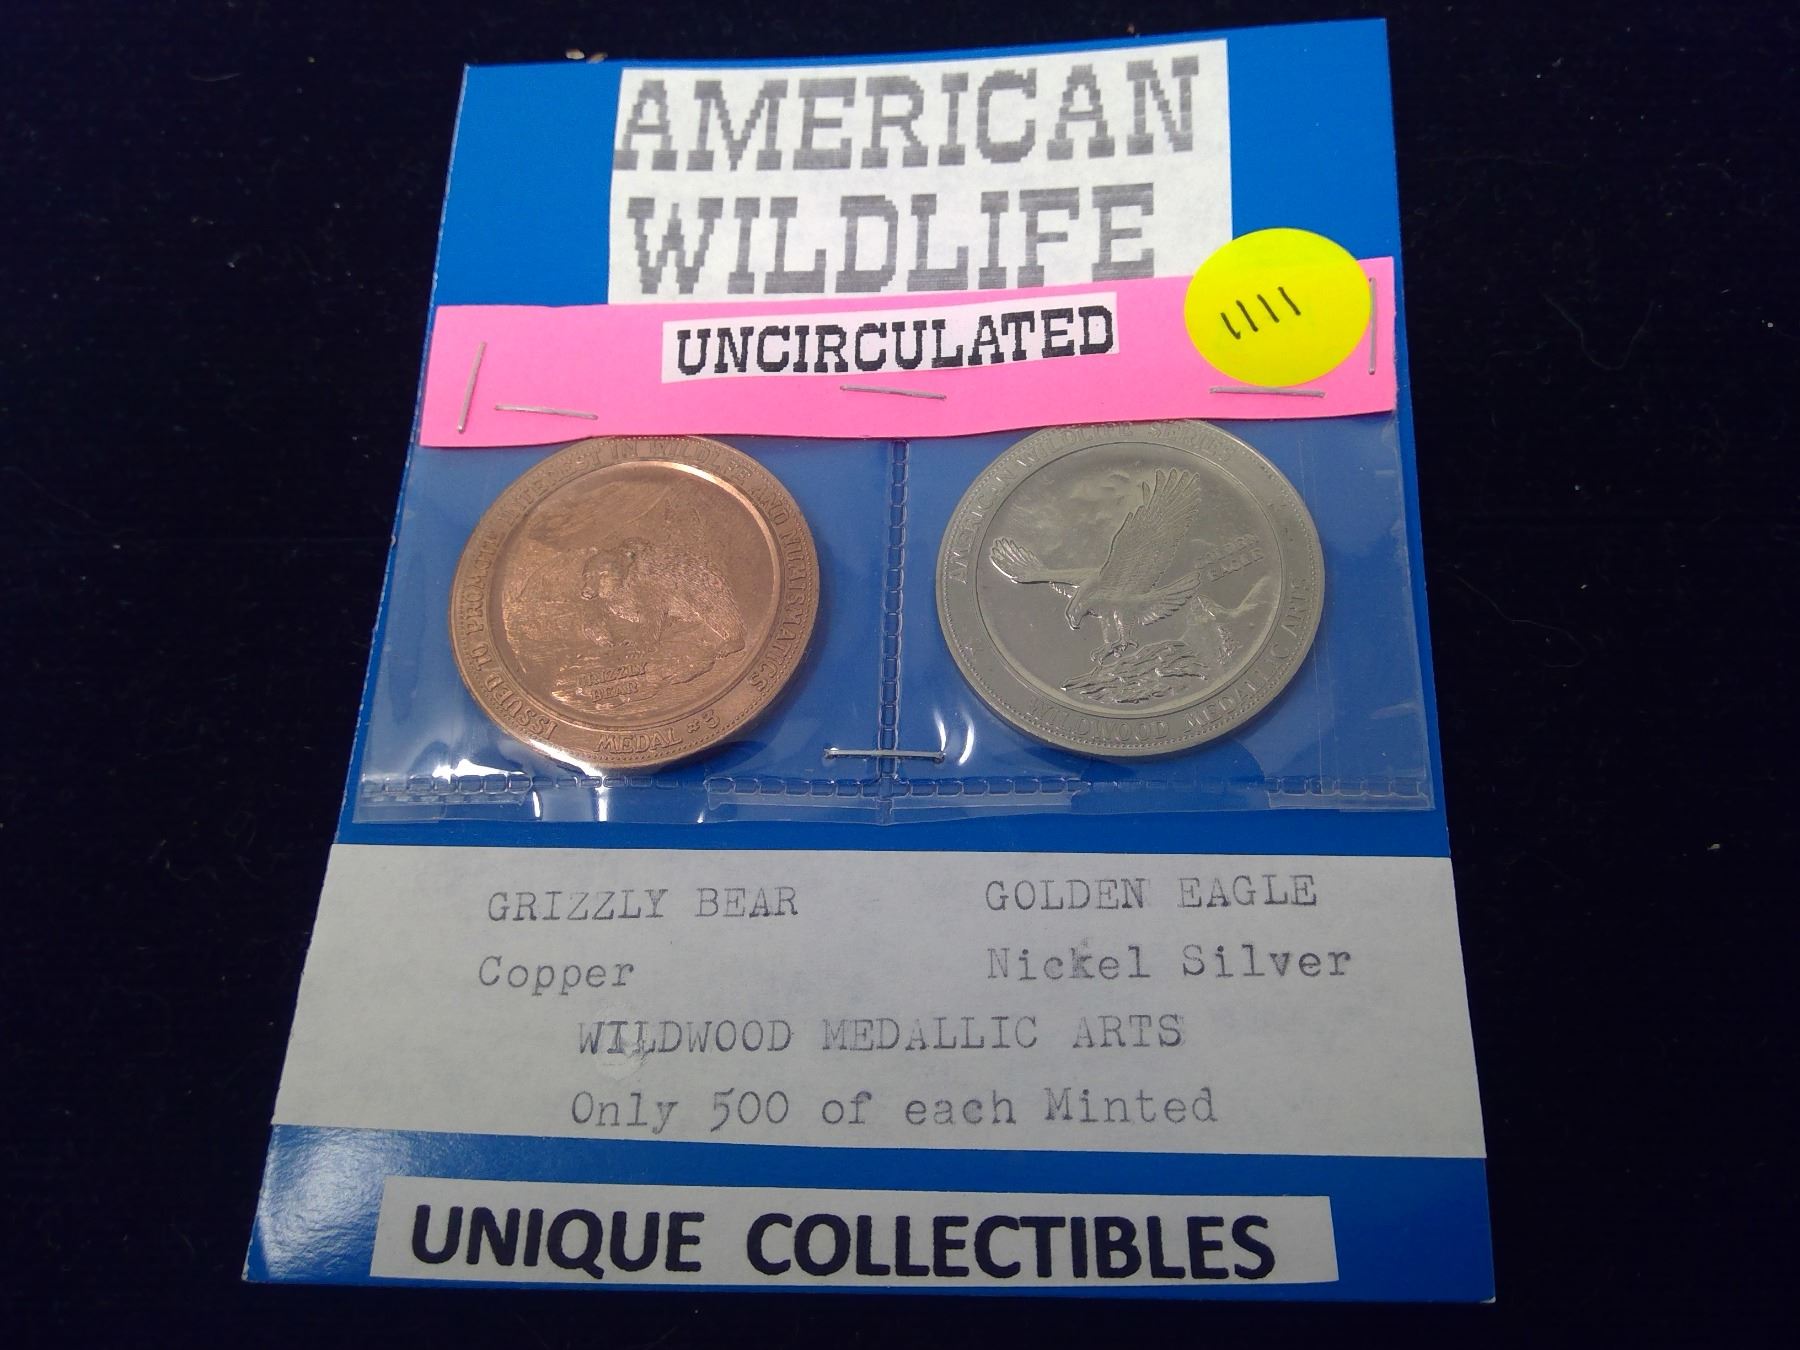 AMERICAN
WILDLIFE
UNCIRCULATED
1111
ISSUED TO PROMOTE INTEREST IN WILDLIFE AND NUMISMATICS
GRIZZLY
BEAR
MEDAL #3
AMERICAN WILDLIFE SERIES
GOLDEN
EAGLE
WILDWOOD MEDALLIC ARTS
GRIZZLY BEAR GOLDEN EAGLE
Copper Nickel Silver
WILDWOOD MEDALLIC ARTS
Only 500 of each Minted
UNIQUE COLLECTIBLES